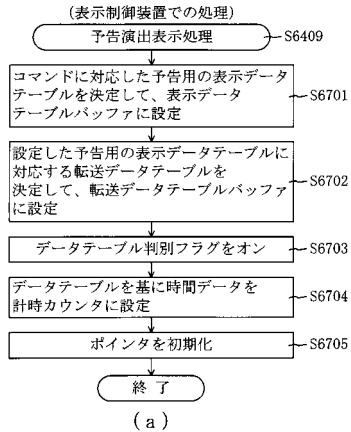 (表示制御装置での処理)
予告演出表示処理
S6409
コマンドに対応した予告用の表示データ
テーブルを決定して、表示データ
テーブルバッファに設定
S6701
設定した予告用の表示データテーブルに
対応する転送データテーブルを
決定して、転送データテーブルバッファ
に設定
S6702
データテーブル判別フラグをオン
S6703
データテーブルを基に時間データを
計時カウンタに設定
S6704
ポインタを初期化
S6705
終 了
(a)